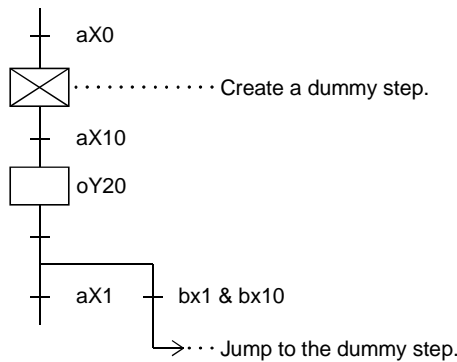 aX0
Create a dummy step.
aX10
oY20
aX1
bx1 & bx10
Jump to the dummy step.